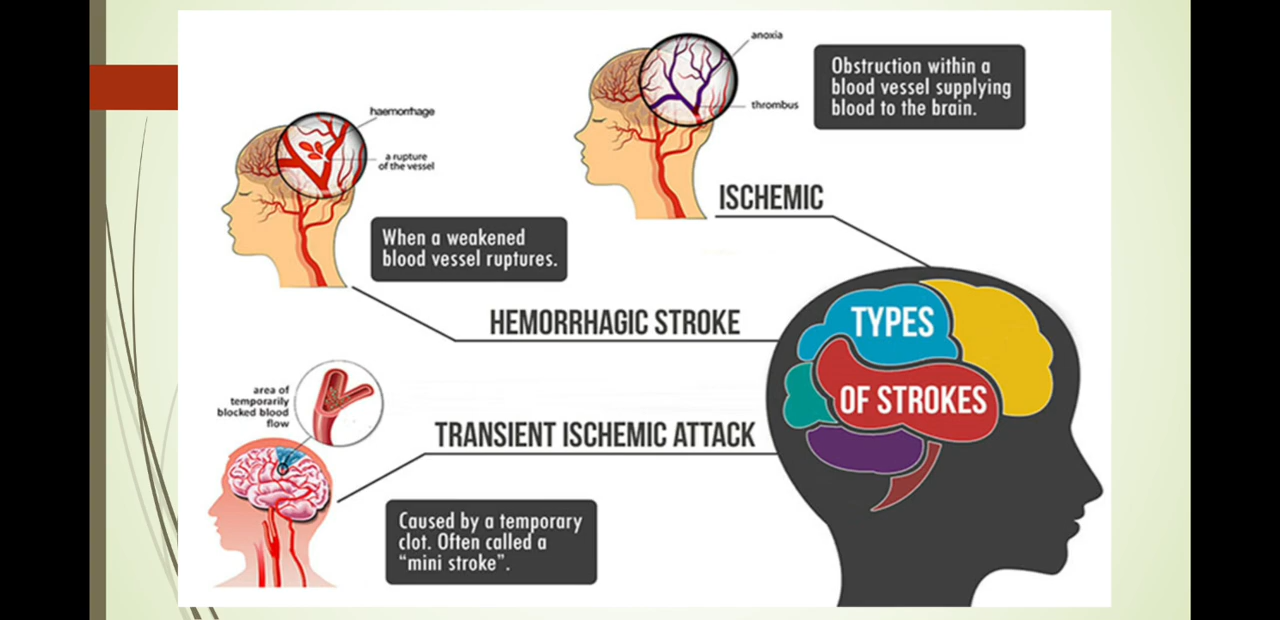 anoxia
thrombus
Obstruction within a
blood vessel supplying
blood to the brain.
ISCHEMIC
haemorrhage
a rupture
of the vessel
When a weakened
blood vessel ruptures.
HEMORRHAGIC STROKE
TYPES
OF STROKES
area of
temporarily
blocked blood
flow
TRANSIENT ISCHEMIC ATTACK
Caused by a temporary
clot. Often called a
“mini stroke”.